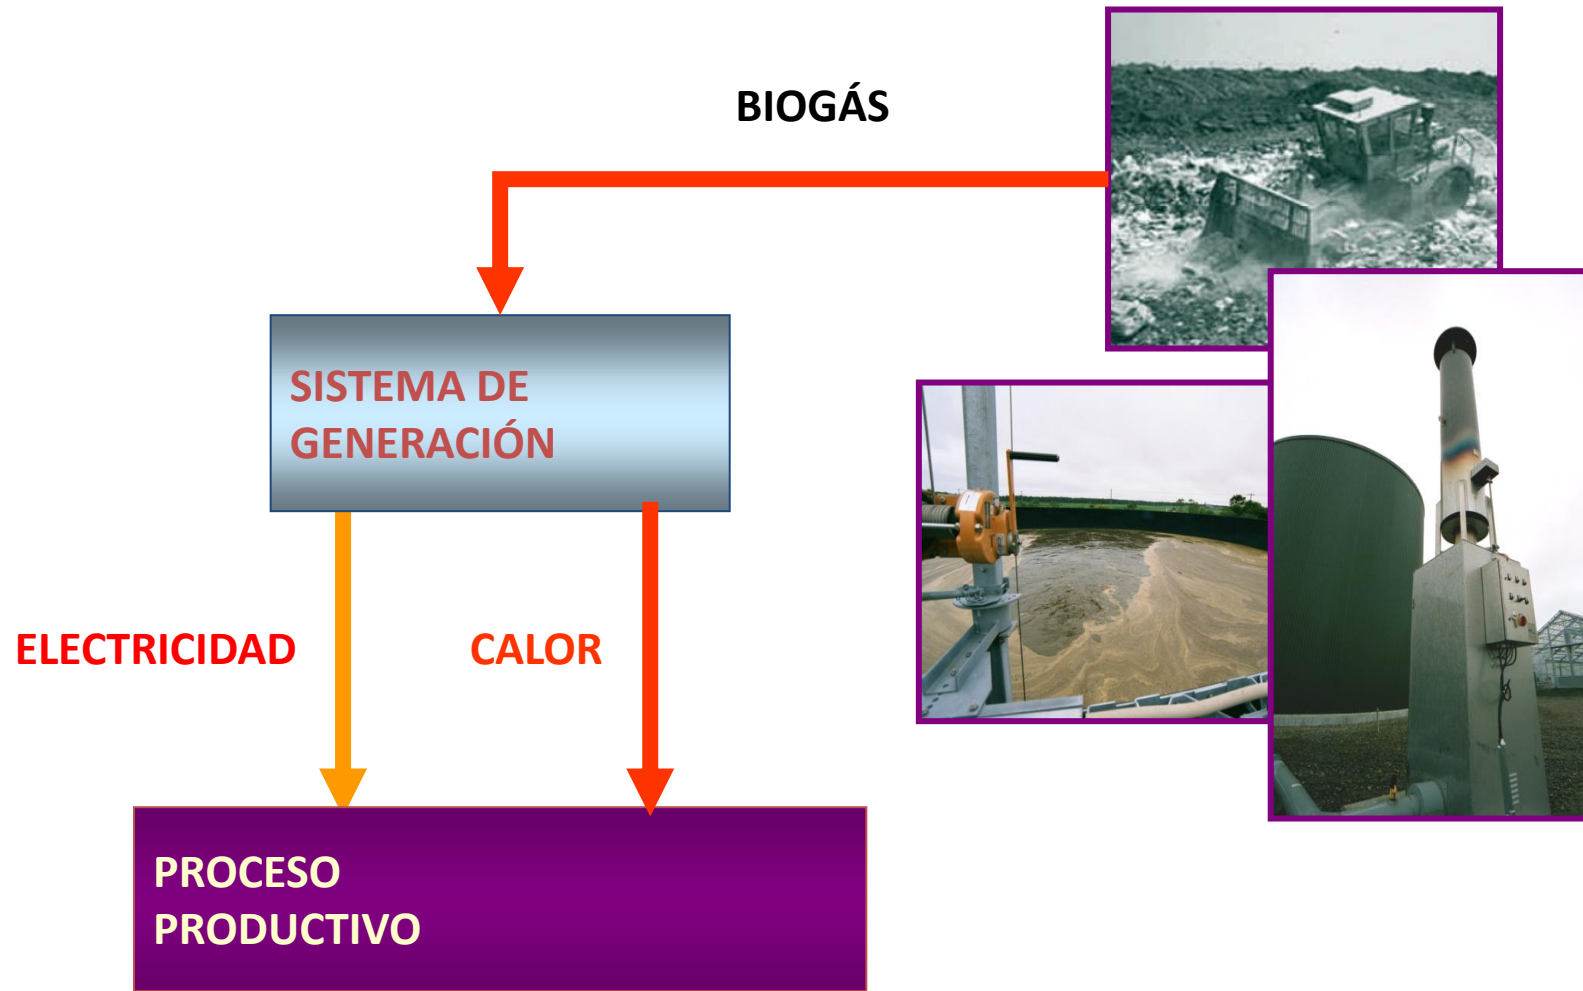 BIOGÁS
SISTEMA DE
GENERACIÓN
ELECTRICIDAD
CALOR
PROCESO
PRODUCTIVO